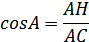 cosA = AH/AC